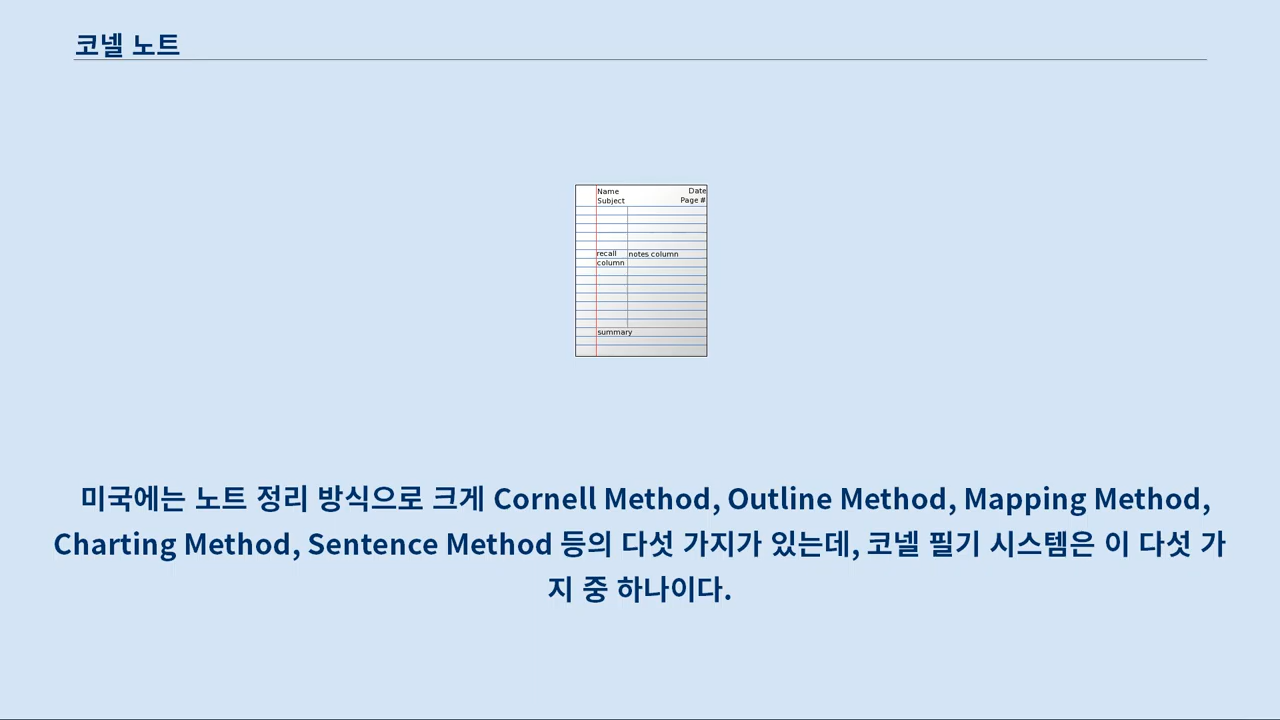 코넬 노트
Name Date
Subject Page #
recall notes column
column
summary
미국에는 노트 정리 방식으로 크게 Cornell Method, Outline Method, Mapping Method,
Charting Method, Sentence Method 등의 다섯 가지가 있는데, 코넬 필기 시스템은 이 다섯 가
지 중 하나이다.